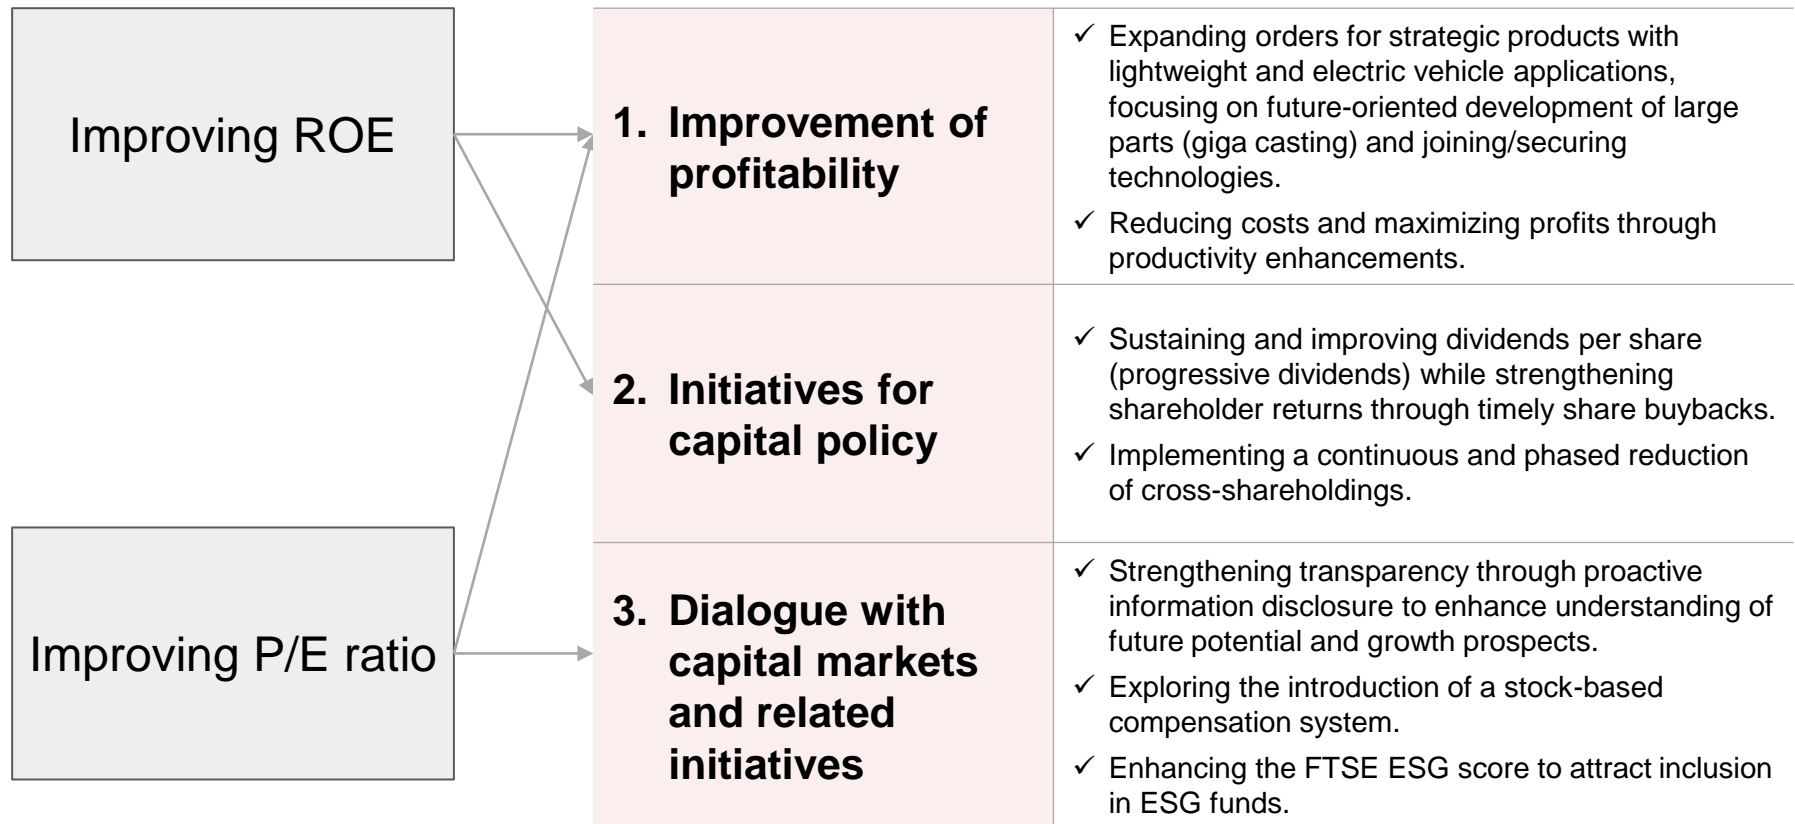 Improving ROE
Improving P/E ratio
1. Improvement of
profitability
✓ Expanding orders for strategic products with
lightweight and electric vehicle applications,
focusing on future-oriented development of large
parts (giga casting) and joining/securing
technologies.
✓ Reducing costs and maximizing profits through
productivity enhancements.
2. Initiatives for
capital policy
✓ Sustaining and improving dividends per share
(progressive dividends) while strengthening
shareholder returns through timely share buybacks.
✓ Implementing a continuous and phased reduction
of cross-shareholdings.
3. Dialogue with
capital markets
and related
initiatives
✓ Strengthening transparency through proactive
information disclosure to enhance understanding of
future potential and growth prospects.
✓ Exploring the introduction of a stock-based
compensation system.
✓ Enhancing the FTSE ESG score to attract inclusion
in ESG funds.